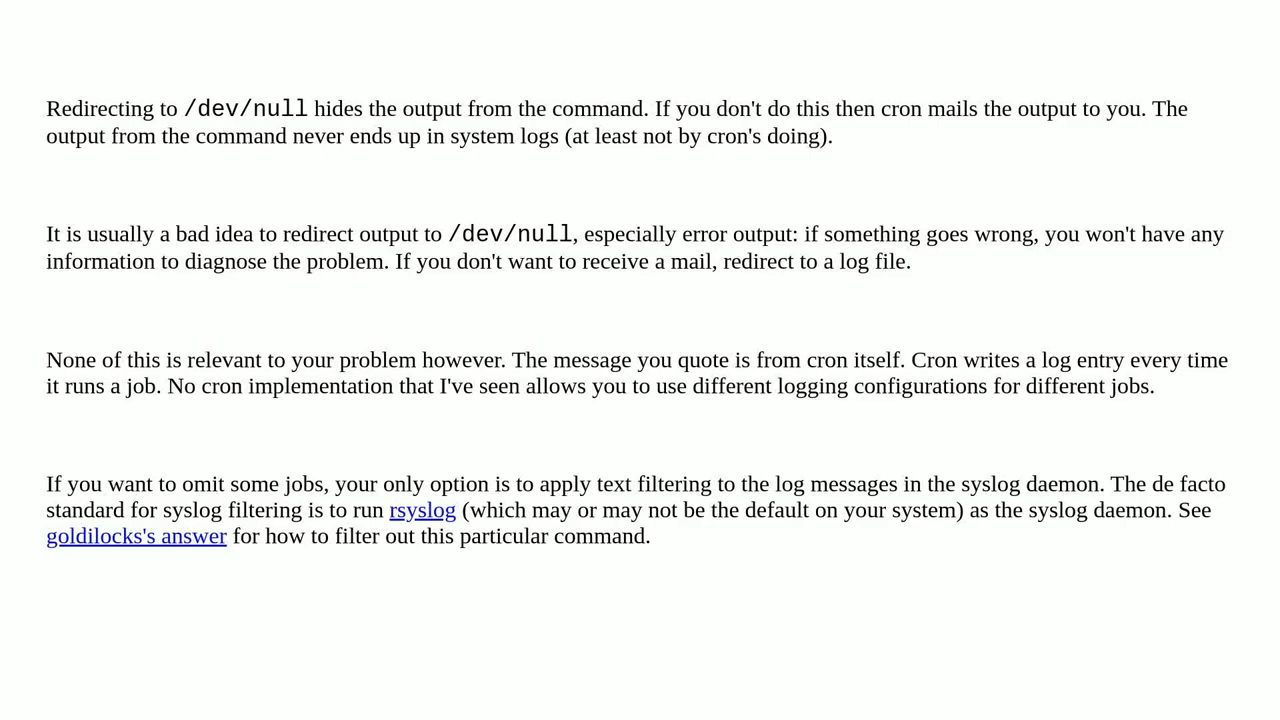 Redirecting to /dev/null hides the output from the command. If you don't do this then cron mails the output to you. The
output from the command never ends up in system logs (at least not by cron's doing).
It is usually a bad idea to redirect output to /dev/null, especially error output: if something goes wrong, you won't have any
information to diagnose the problem. If you don't want to receive a mail, redirect to a log file.
None of this is relevant to your problem however. The message you quote is from cron itself. Cron writes a log entry every time
it runs a job. No cron implementation that I've seen allows you to use different logging configurations for different jobs.
If you want to omit some jobs, your only option is to apply text filtering to the log messages in the syslog daemon. The de facto
standard for syslog filtering is to run rsyslog (which may or may not be the default on your system) as the syslog daemon. See
goldilocks's answer for how to filter out this particular command.